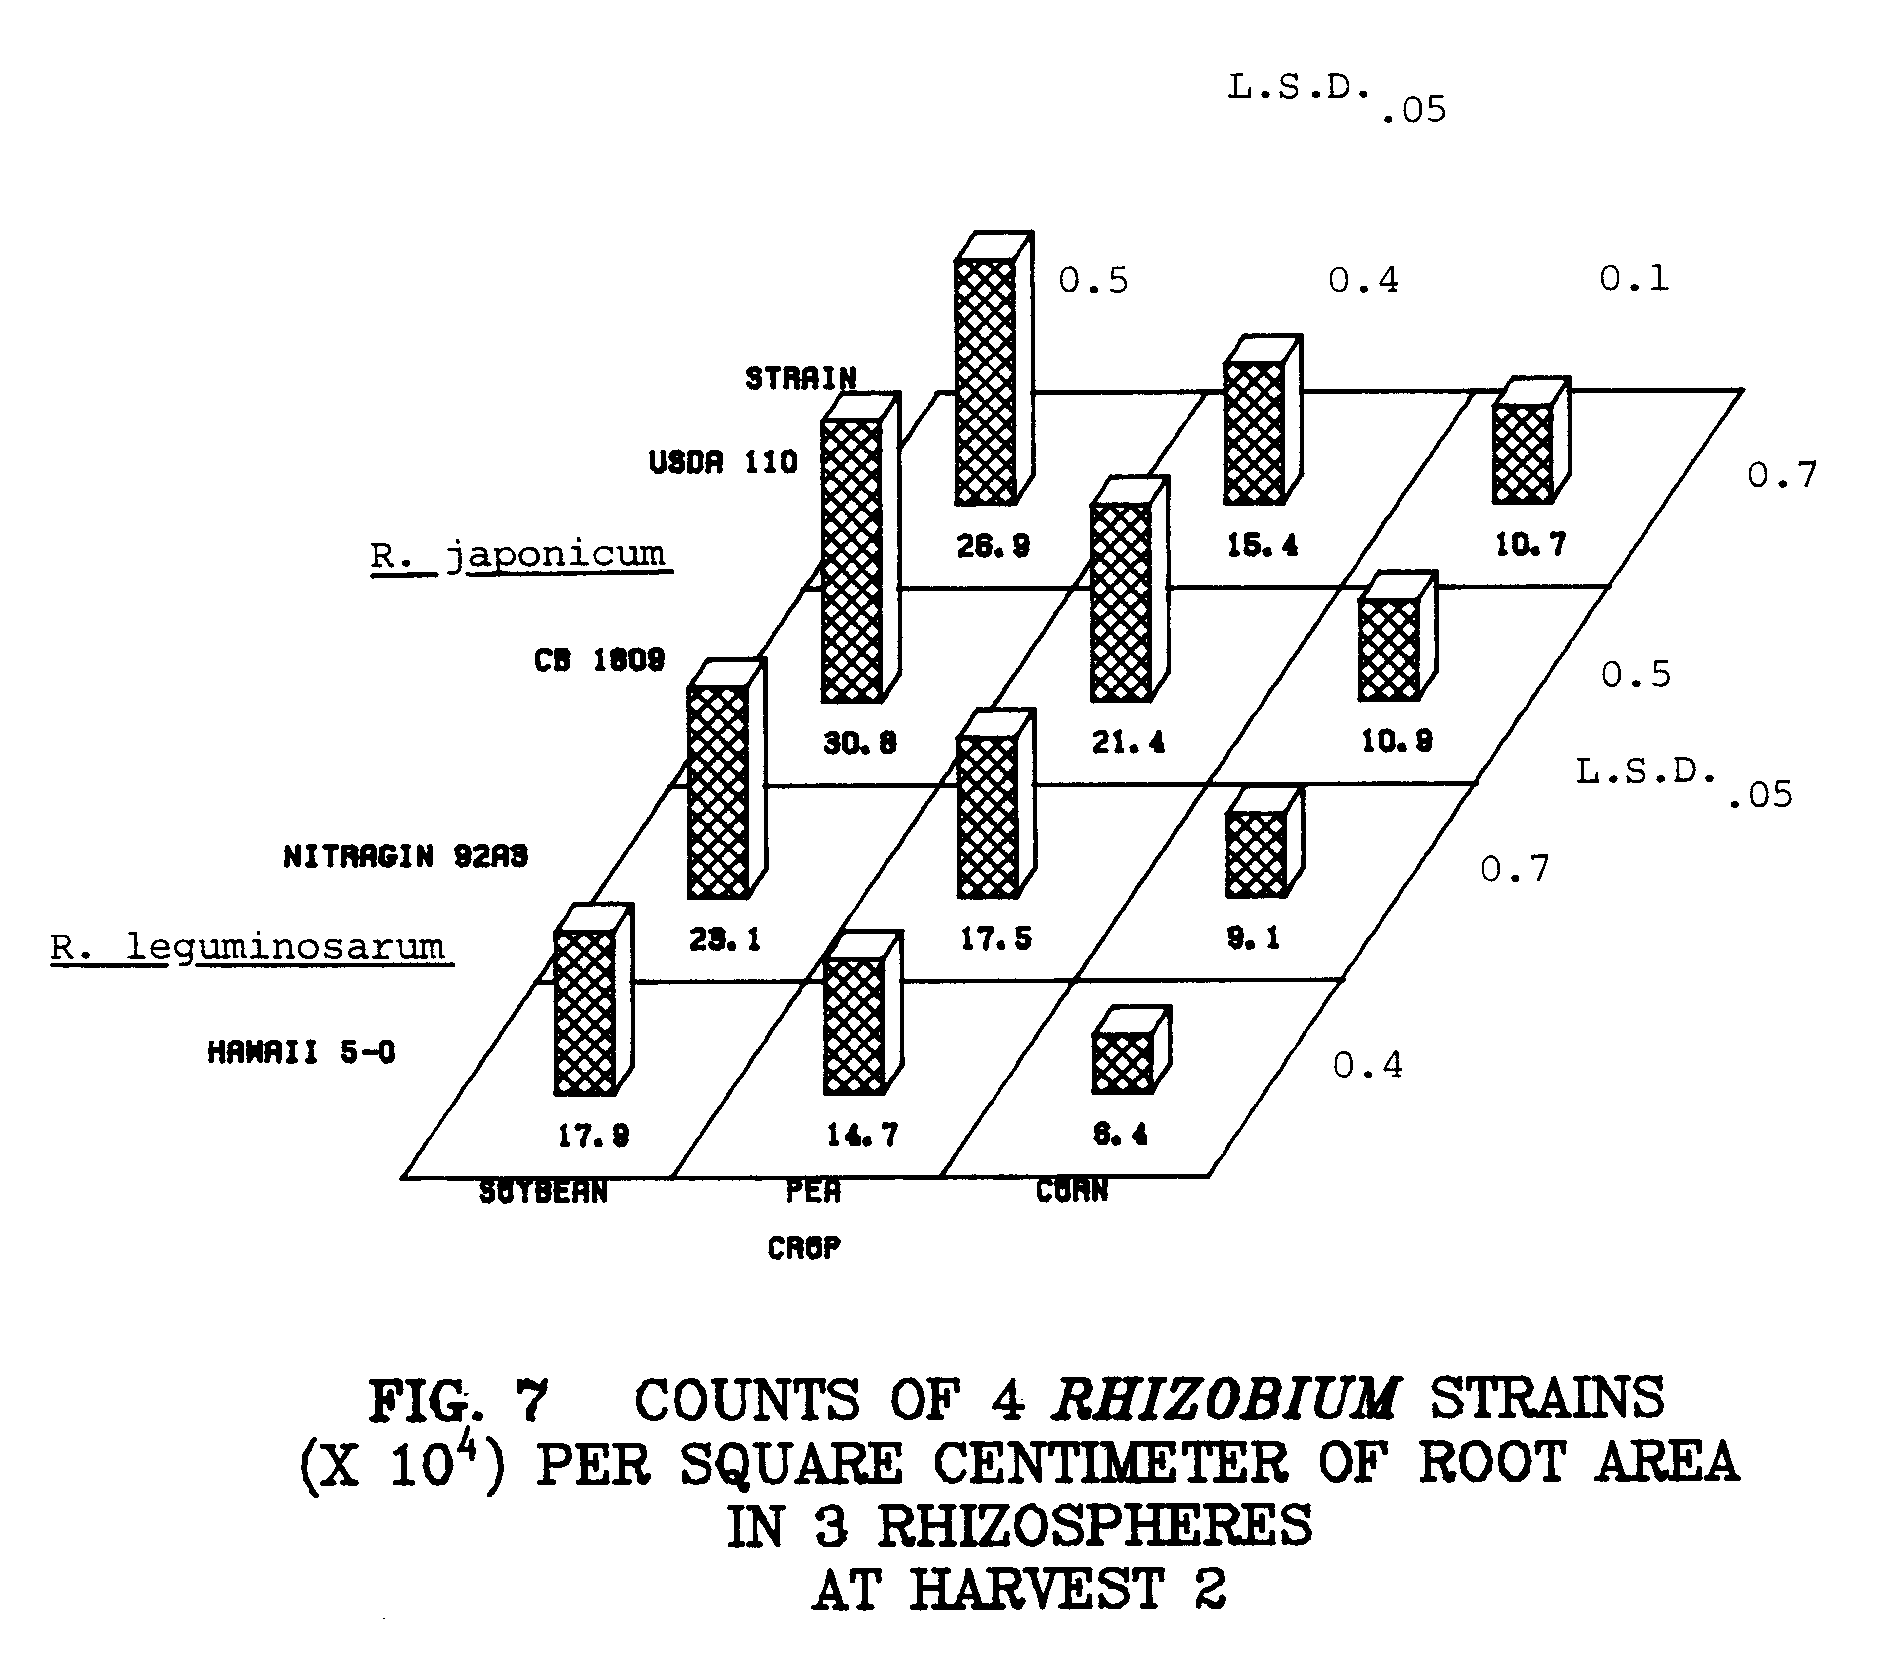 L.S.D. .05
0.5 0.4 0.1
STRAIN
USDA 110
0.7
26.9 15.4 10.7
R. japonicum
CB 1809
0.5
30.8 21.4 10.9
L.S.D. .05
NITRAGIN 92A3
0.7
23.1 17.5 9.1
R. leguminosarum
HAWAII 5-0
0.4
17.9 14.7 6.4
SOYBEAN PEA CORN
CROP
FIG. 7 COUNTS OF 4 RHIZOBIUM STRAINS
(X 10⁴) PER SQUARE CENTIMETER OF ROOT AREA
IN 3 RHIZOSPHERES
AT HARVEST 2